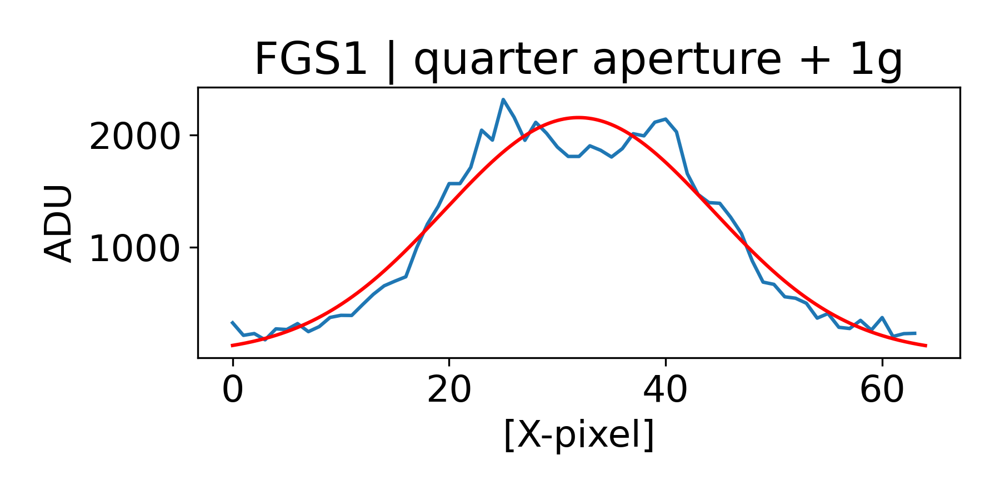 FGS1 | quarter aperture + 1g
2000
1000
ADU
0 20 40 60
[X-pixel]